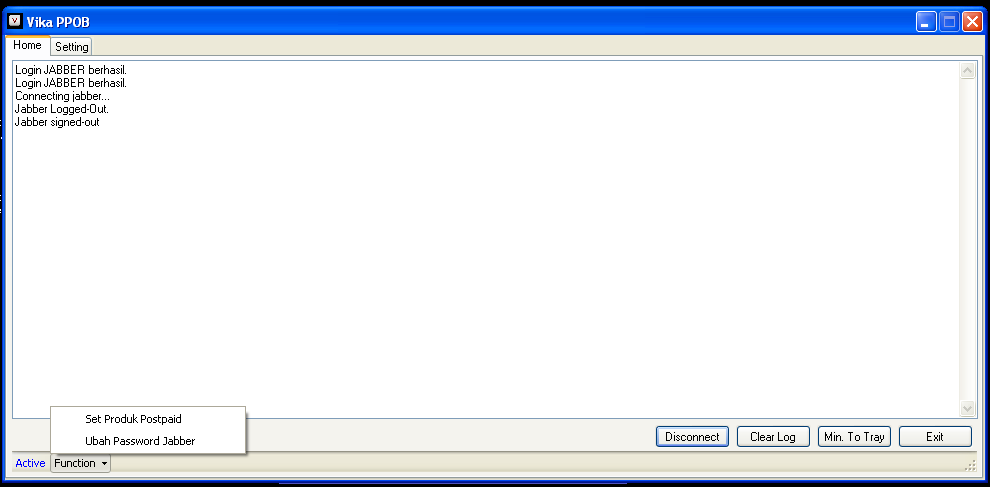 Vika PPOB
Home Setting
Login JABBER berhasil.
Login JABBER berhasil.
Connecting jabber...
Jabber Logged-Out.
Jabber signed-out
Set Produk Postpaid
Ubah Password Jabber
Disconnect Clear Log Min. To Tray Exit
Active Function